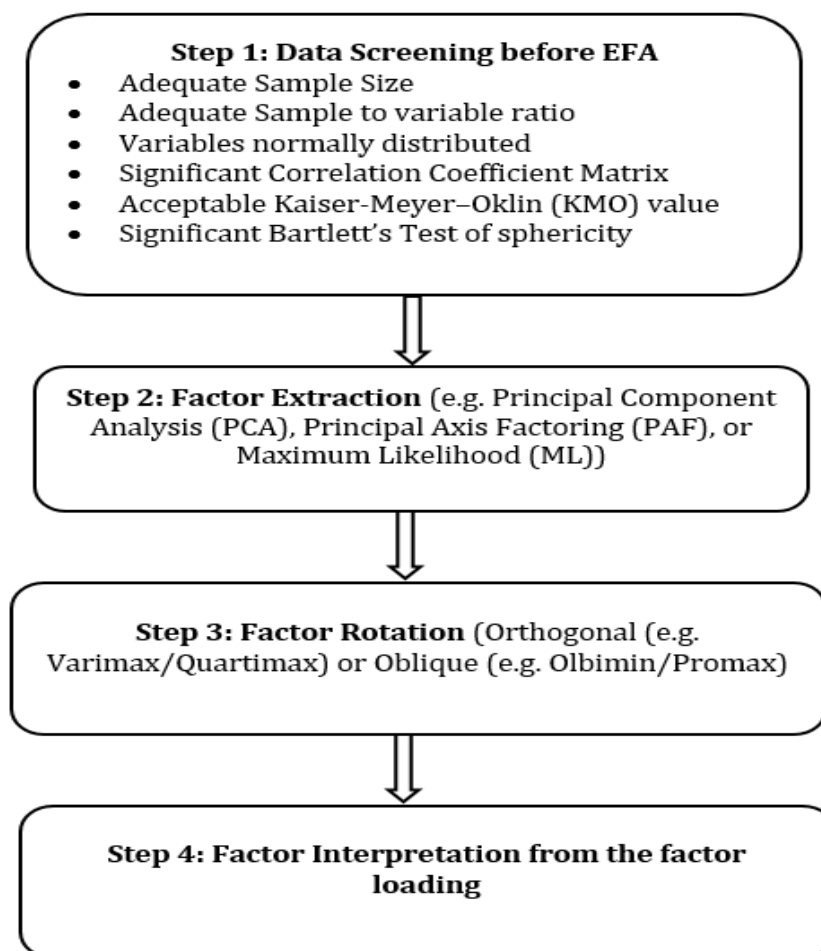 Step 1: Data Screening before EFA
• Adequate Sample Size
• Adequate Sample to variable ratio
• Variables normally distributed
• Significant Correlation Coefficient Matrix
• Acceptable Kaiser-Meyer–Oklin (KMO) value
• Significant Bartlett's Test of sphericity
Step 2: Factor Extraction (e.g. Principal Component
Analysis (PCA), Principal Axis Factoring (PAF), or
Maximum Likelihood (ML))
Step 3: Factor Rotation (Orthogonal (e.g.
Varimax/Quartimax) or Oblique (e.g. Olbimin/Promax)
Step 4: Factor Interpretation from the factor
loading